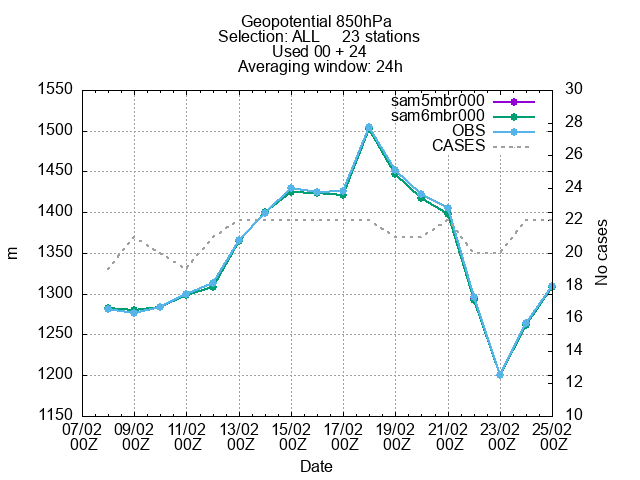 Geopotential 850hPa
Selection: ALL     23 stations
Used 00 + 24
Averaging window: 24h
1550
1500
1450
1400
1350
1300
1250
1200
1150
m
30
28
26
24
22
20
18
16
14
12
10
No cases
sam5mbr000
sam6mbr000
OBS
CASES
07/02 09/02 11/02 13/02 15/02 17/02 19/02 21/02 23/02 25/02
00Z 00Z 00Z 00Z 00Z 00Z 00Z 00Z 00Z 00Z
Date